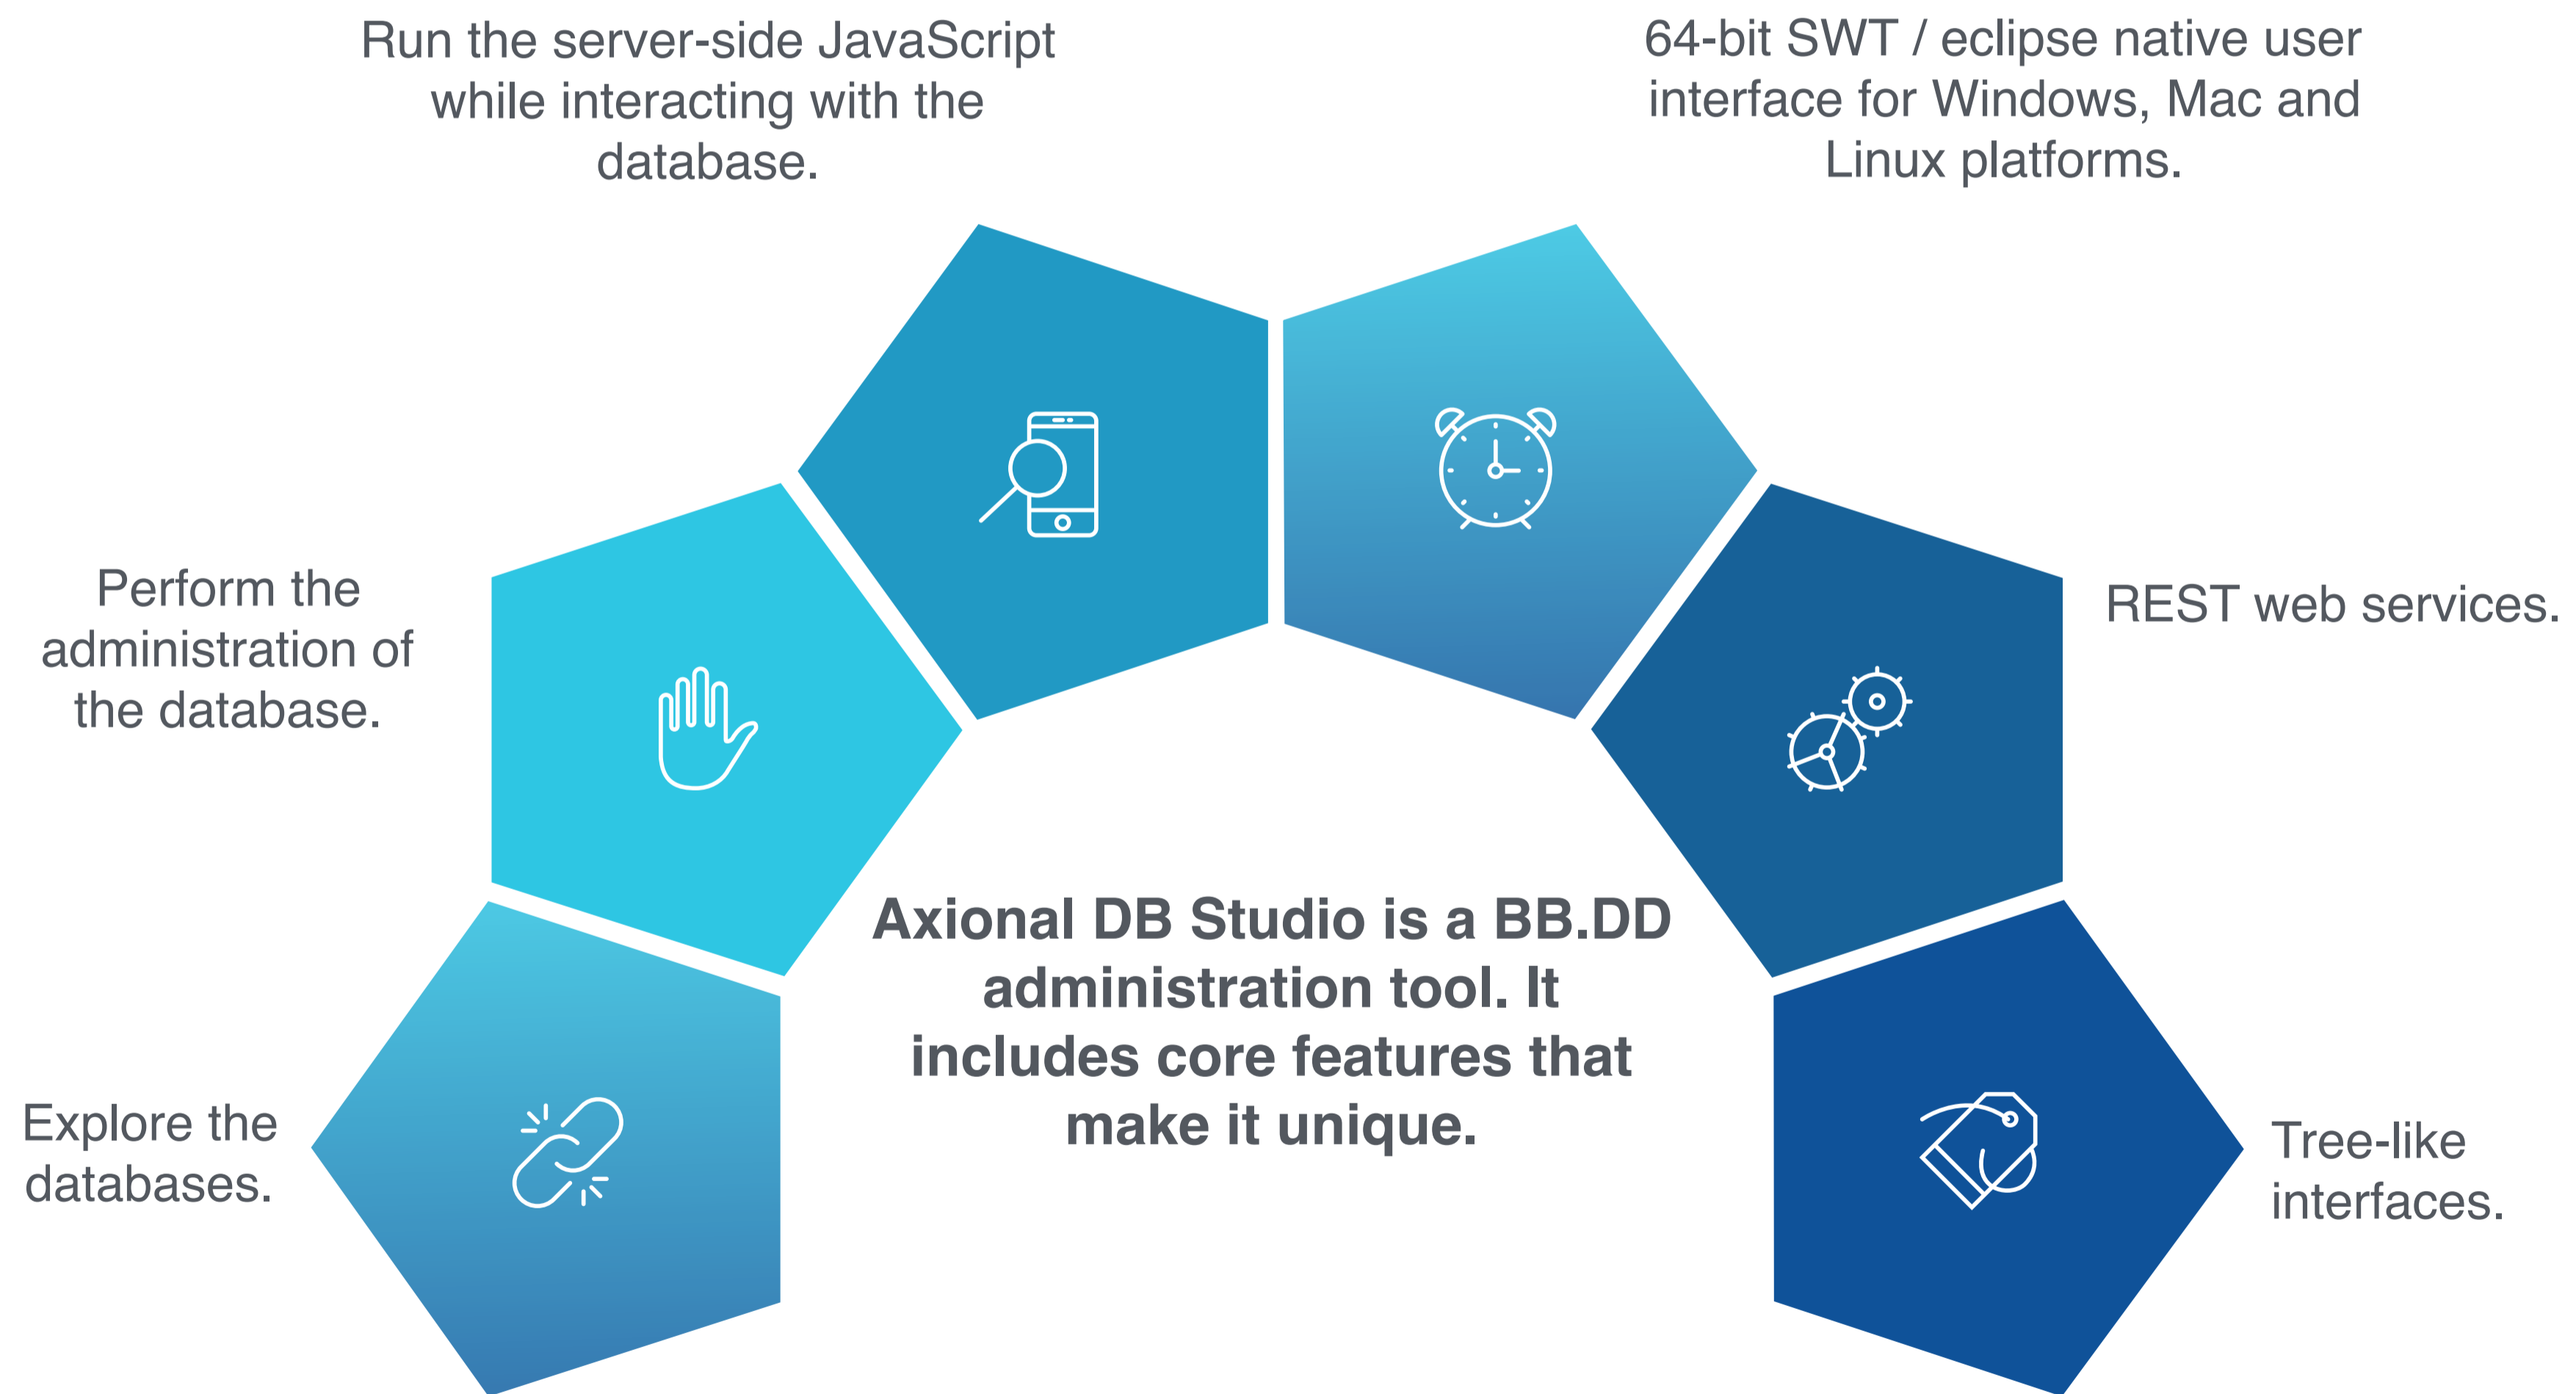 Run the server-side JavaScript
while interacting with the
database.
64-bit SWT / eclipse native user
interface for Windows, Mac and
Linux platforms.
Perform the
administration of
the database.
REST web services.
Axional DB Studio is a BB.DD
administration tool. It
includes core features that
make it unique.
Explore the
databases.
Tree-like
interfaces.